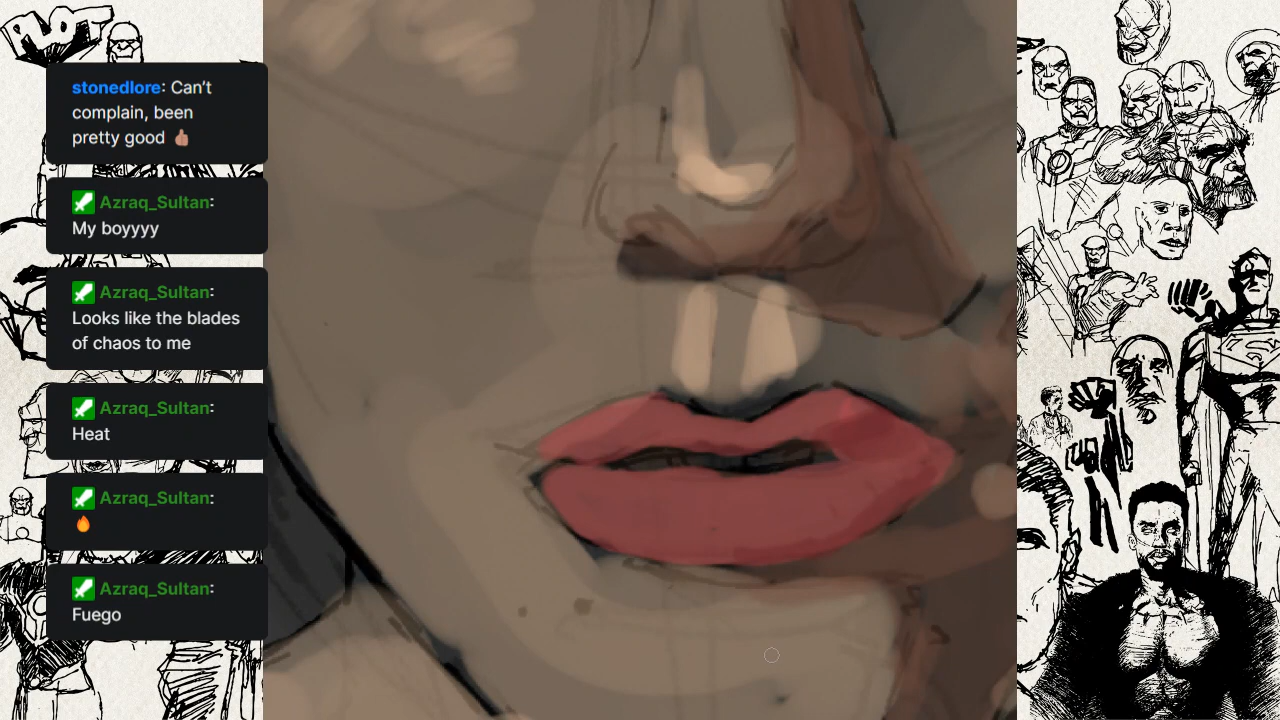 PLOT
stonedlore: Can't
complain, been
pretty good 👍🏽
Azraq_Sultan:
My boyyyy
Azraq_Sultan:
Looks like the blades
of chaos to me
Azraq_Sultan:
Heat
Azraq_Sultan:
🔥
Azraq_Sultan:
Fuego